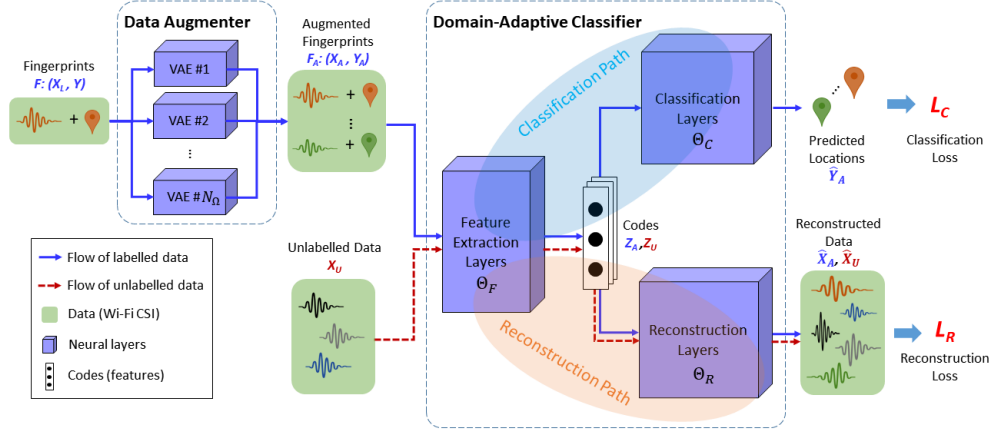 Data Augmenter
Fingerprints
F: (X_L , Y)
+
VAE #1
VAE #2
⋮
VAE #N_Ω
Augmented
Fingerprints
F_A: (X_A , Y_A)
+
⋮
+
Unlabelled Data
X_U
Domain-Adaptive Classifier
Classification Path
Feature
Extraction
Layers
Θ_F
Classification
Layers
Θ_C
Codes
Z_A,Z_U
Reconstruction
Layers
Θ_R
Reconstruction Path
Predicted
Locations
Ŷ_A
L_C
Classification
Loss
Reconstructed
Data
X̂_A, X̂_U
L_R
Reconstruction
Loss
Flow of labelled data
Flow of unlabelled data
Data (Wi-Fi CSI)
Neural layers
Codes (features)